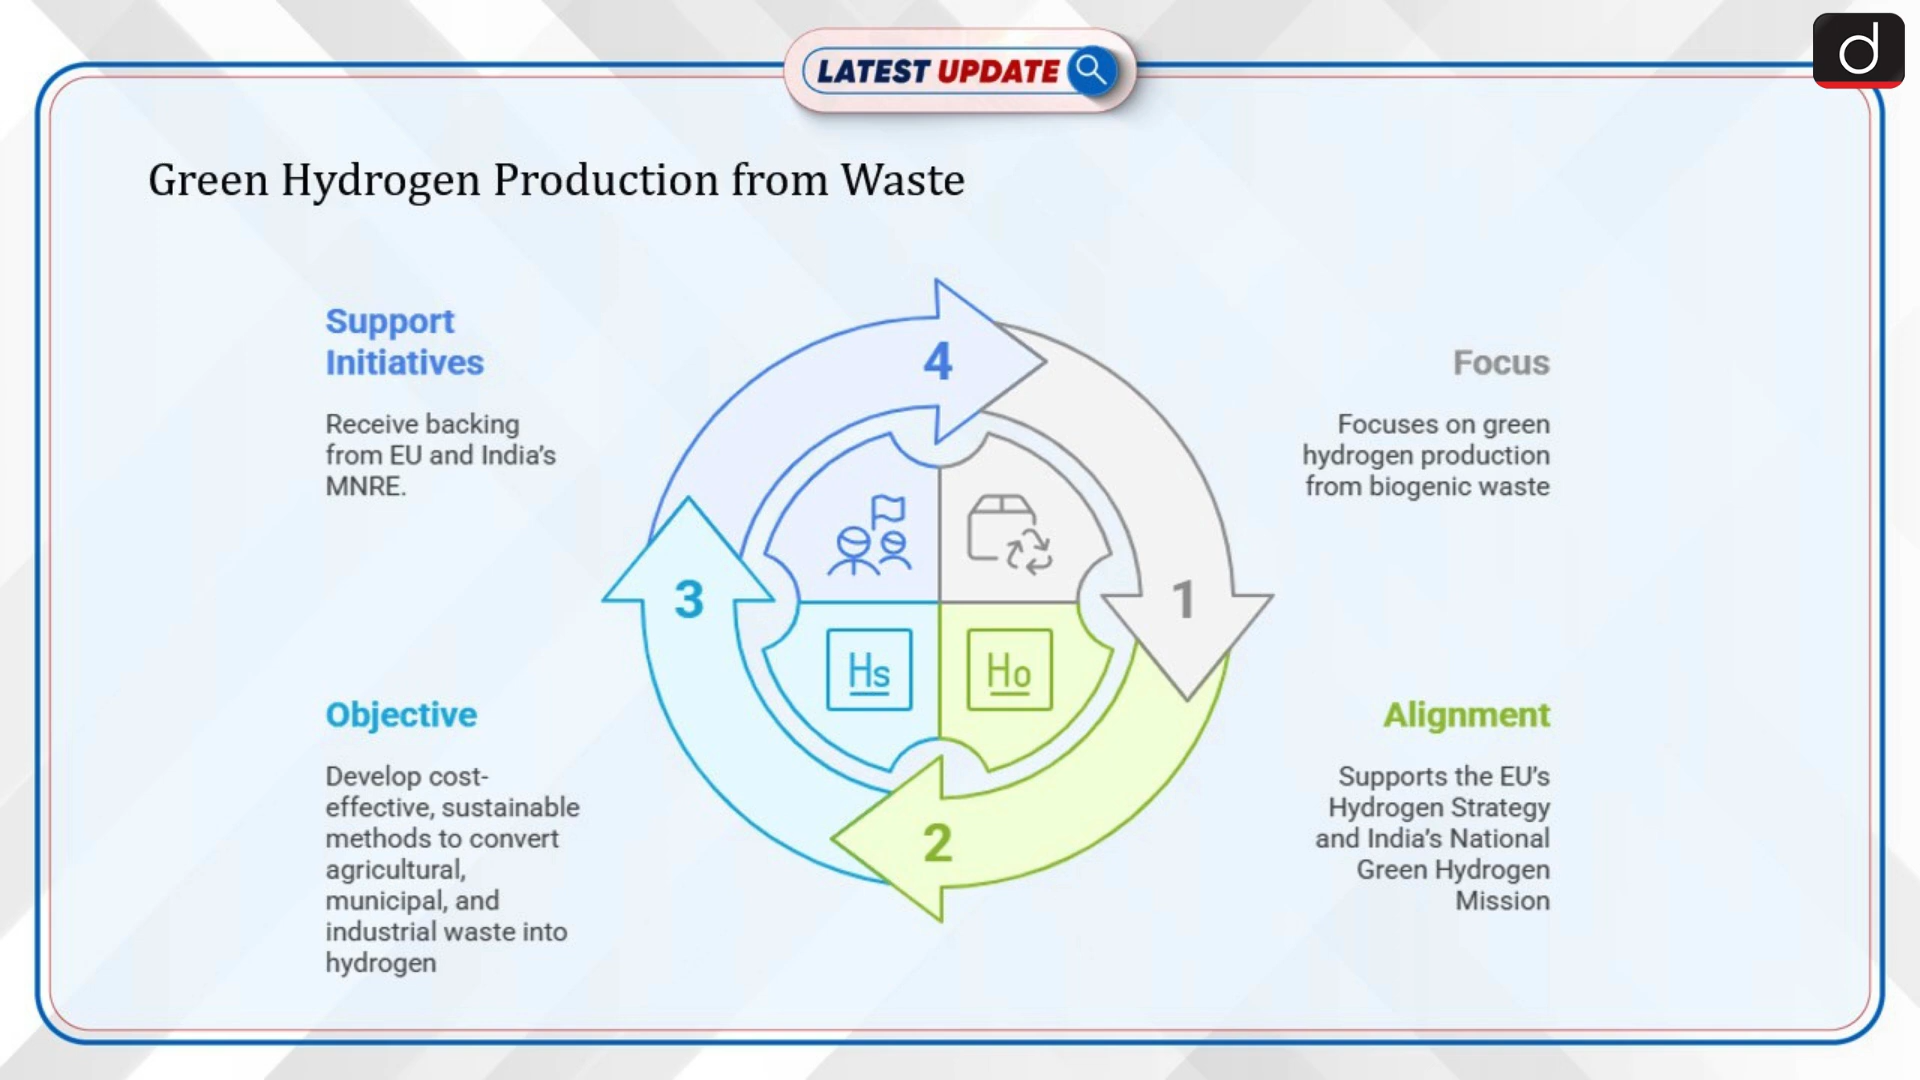 LATEST UPDATE
d
Green Hydrogen Production from Waste
Support
Initiatives
Receive backing
from EU and India's
MNRE.
4
Focus
Focuses on green
hydrogen production
from biogenic waste
3
1
Hs
Ho
Objective
Develop cost-
effective, sustainable
methods to convert
agricultural,
municipal, and
industrial waste into
hydrogen
2
Alignment
Supports the EU's
Hydrogen Strategy
and India's National
Green Hydrogen
Mission